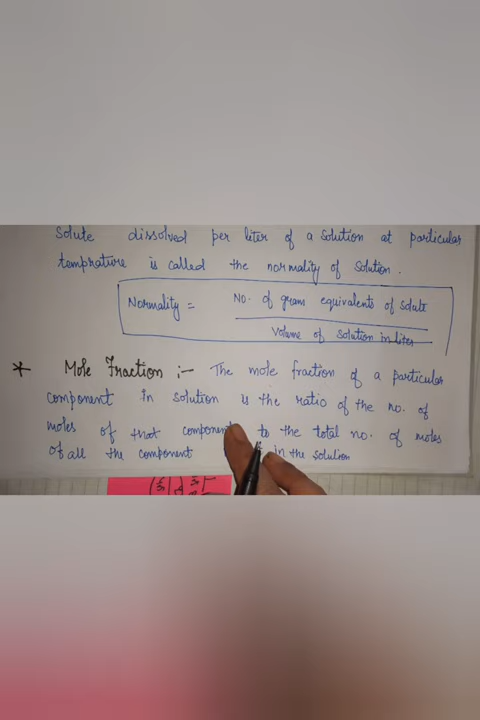 Solute dissolved per liter of a solution at particular
temprature is called the normality of solution.
Normality = No. of gram equivalents of solute
Volume of solution in liter
* Mole Fraction :- The mole fraction of a particular
component in solution is the ratio of the no. of
moles of that component to the total no. of moles
of all the component in the solution